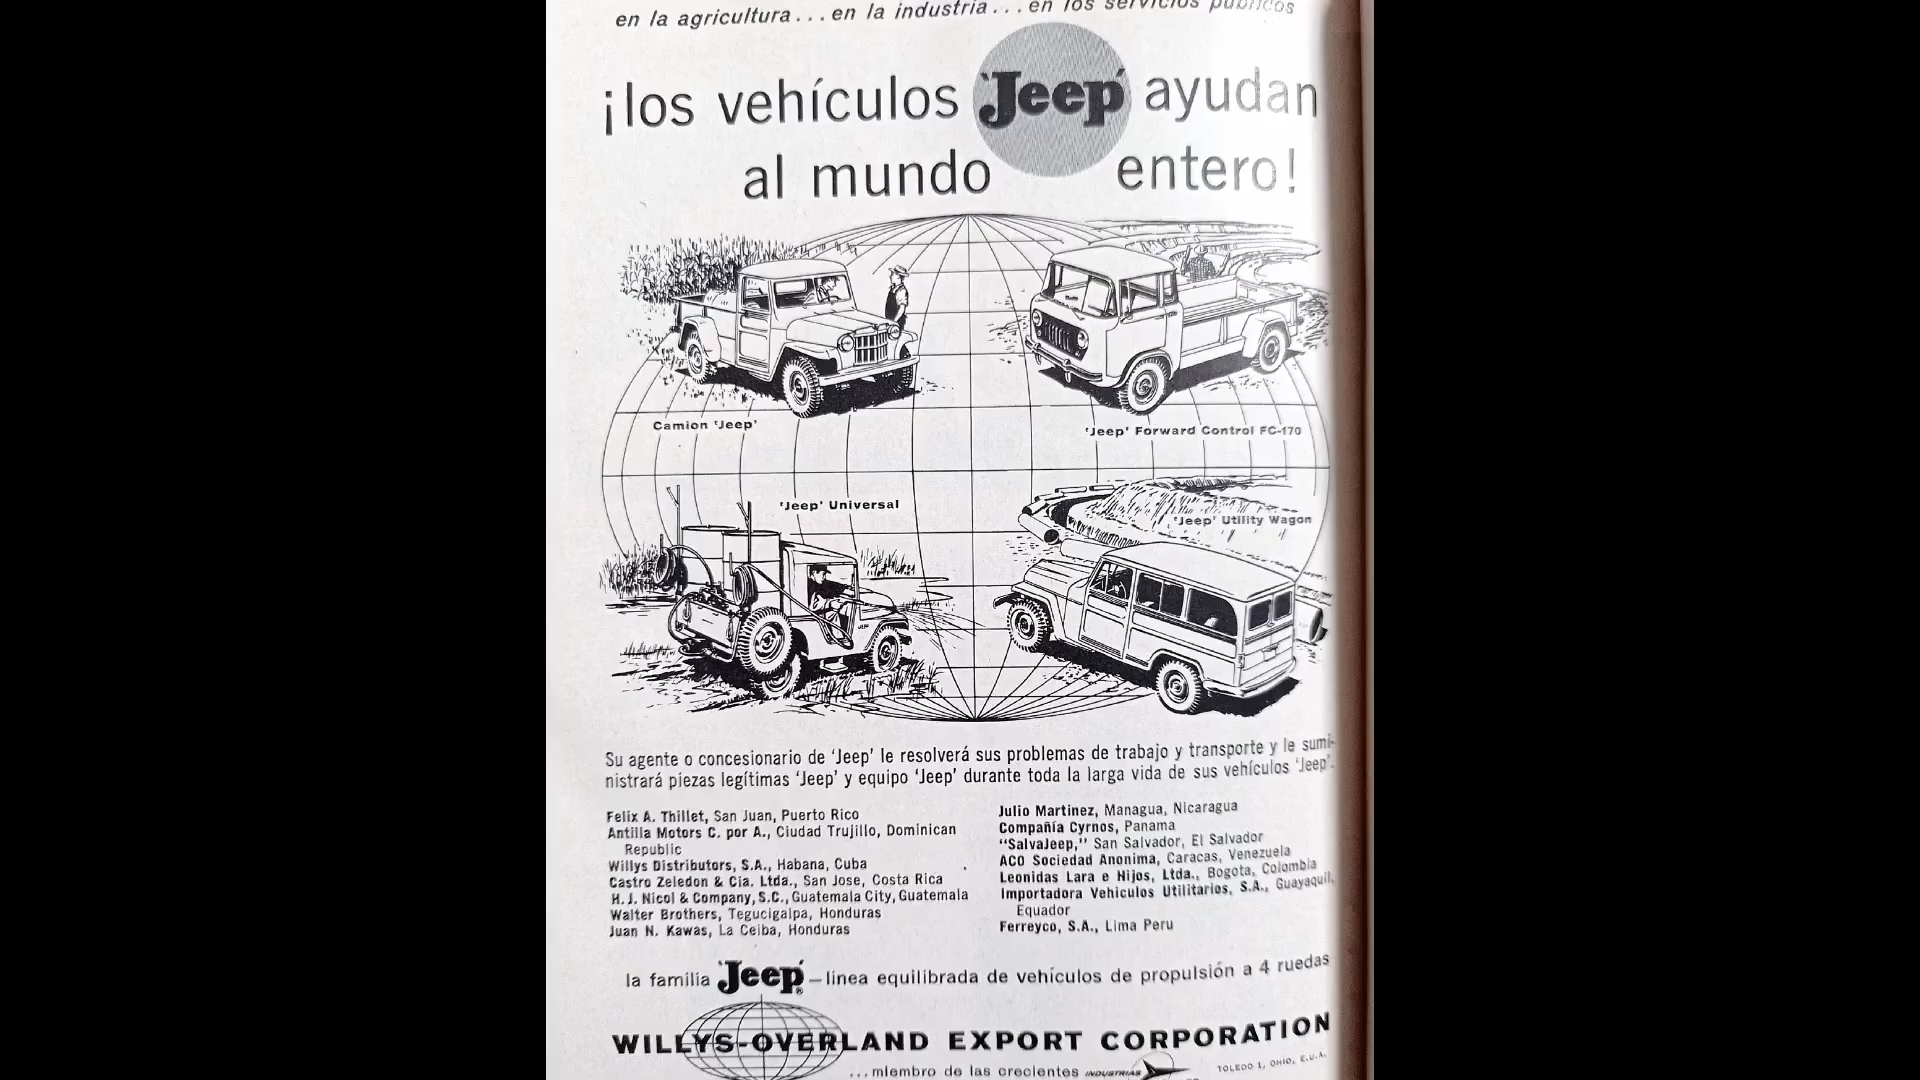 en la agricultura...en la industria...en los servicios públicos
¡los vehículos 'Jeep' ayudan
al mundo entero!
Camion 'Jeep'
'Jeep' Forward Control FC-170
'Jeep' Universal
'Jeep' Utility Wagon
JEEP
Su agente o concesionario de 'Jeep' le resolverá sus problemas de trabajo y transporte y le sumi-
nistrará piezas legítimas 'Jeep' y equipo 'Jeep' durante toda la larga vida de sus vehículos 'Jeep'.
Felix A. Thillet, San Juan, Puerto Rico
Antilla Motors C. por A., Ciudad Trujillo, Dominican
Republic
Willys Distributors, S.A., Habana, Cuba
Castro Zeledon & Cia. Ltda., San Jose, Costa Rica
H. J. Nicol & Company, S.C., Guatemala City, Guatemala
Walter Brothers, Tegucigalpa, Honduras
Juan N. Kawas, La Ceiba, Honduras
Julio Martinez, Managua, Nicaragua
Compañía Cyrnos, Panama
"SalvaJeep," San Salvador, El Salvador
ACO Sociedad Anonima, Caracas, Venezuela
Leonidas Lara e Hijos, Ltda., Bogota, Colombia
Importadora Vehiculos Utilitarios, S.A., Guayaquil,
Equador
Ferreyco, S.A., Lima Peru
la familia 'Jeep'® – linea equilibrada de vehículos de propulsión a 4 ruedas
WILLYS-OVERLAND EXPORT CORPORATION
...miembro de las crecientes INDUSTRIAS
TOLEDO 1, OHIO, E.U.A.